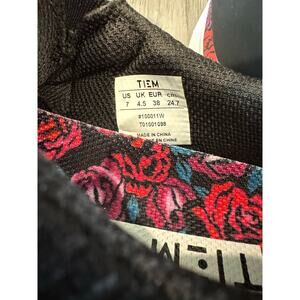 TIEM
US UK EUR cm
7 4.5 38 24.7
#100011W
T01001098
MADE IN CHINA